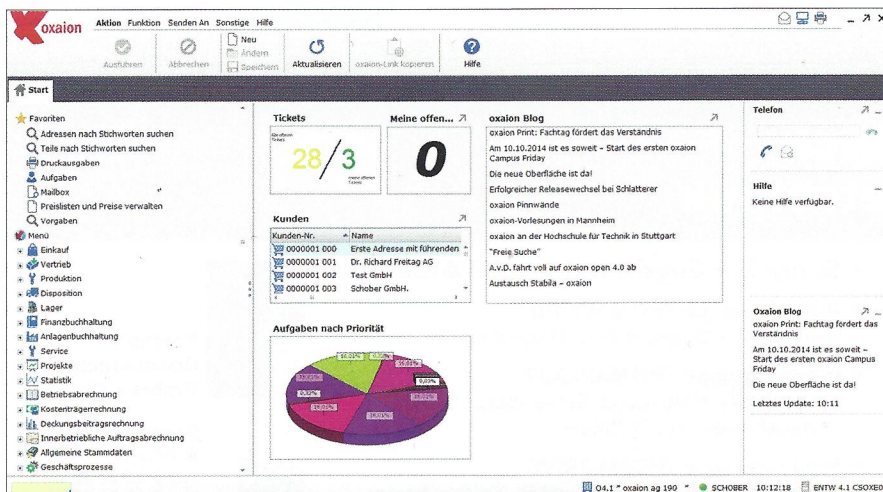 oxaion
Aktion Funktion Senden An Sonstige Hilfe
Ausführen
Abbrechen
Neu
Ändern
Speichern
Aktualisieren
oxaion-Link kopieren
Hilfe
Start
Favoriten
Adressen nach Stichworten suchen
Teile nach Stichworten suchen
Druckausgaben
Aufgaben
Mailbox
Preislisten und Preise verwalten
Vorgaben
Menü
Einkauf
Vertrieb
Produktion
Disposition
Lager
Finanzbuchhaltung
Anlagenbuchhaltung
Service
Projekte
Statistik
Betriebsabrechnung
Kostenträgerrechnung
Deckungsbeitragsrechnung
Innerbetriebliche Auftragsabrechnung
Allgemeine Stammdaten
Geschäftsprozesse
Tickets
28/3
Meine offen...
0
Kunden
Kunden-Nr. Name
0000001 000 Erste Adresse mit führenden
0000001 001 Dr. Richard Freitag AG
0000001 002 Test GmbH
0000001 003 Schober GmbH.
Aufgaben nach Priorität
oxaion Blog
oxaion Print: Fachtag fördert das Verständnis
Am 10.10.2014 ist es soweit – Start des ersten oxaion
Campus Friday
Die neue Oberfläche ist da!
Erfolgreicher Releasewechsel bei Schlatterer
oxaion Pinnwände
oxaion-Vorlesungen in Mannheim
oxaion an der Hochschule für Technik in Stuttgart
"Freie Suche"
A.v.D. fährt voll auf oxaion open 4.0 ab
Austausch Stabila – oxaion
Telefon
Hilfe
Keine Hilfe verfügbar.
Oxaion Blog
oxaion Print: Fachtag fördert das
Verständnis
Am 10.10.2014 ist es soweit –
Start des ersten oxaion Campus
Friday
Die neue Oberfläche ist da!
Letztes Update: 10:11
O4.1 " oxaion ag 190 " SCHOBER 10:12:18 ENTW 4.1 CSOXE0